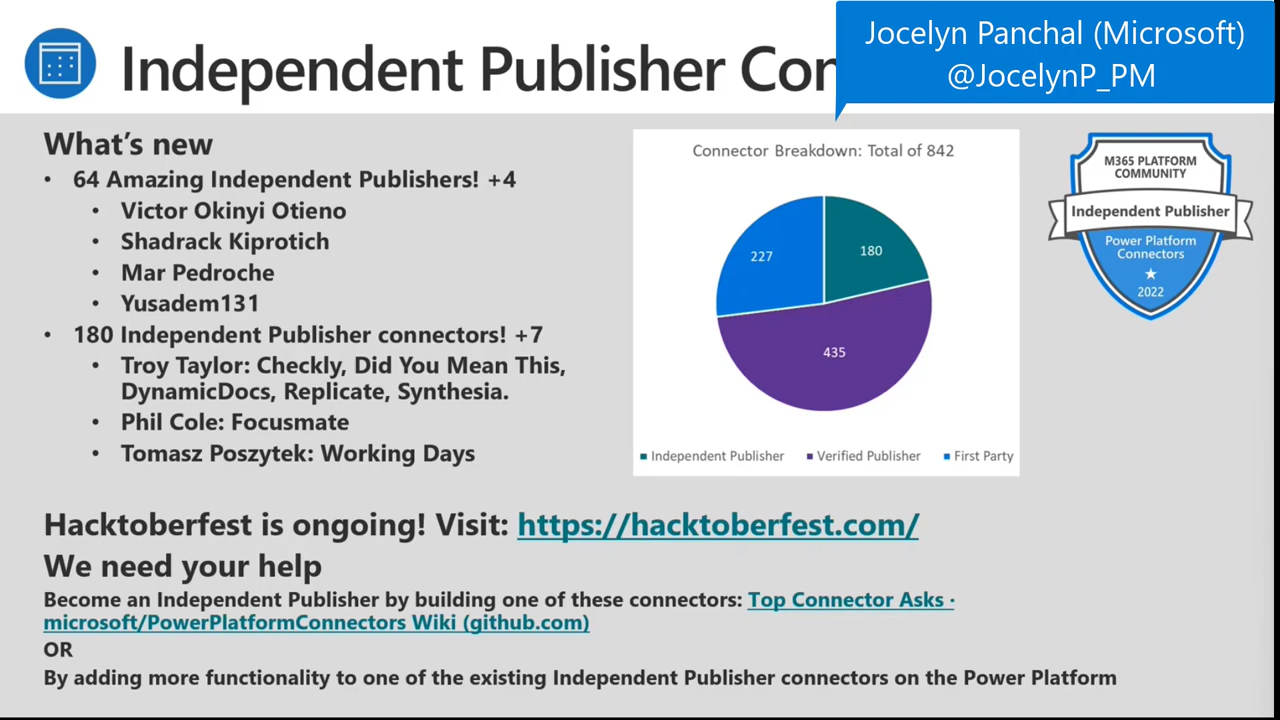 Independent Publisher Con
Jocelyn Panchal (Microsoft)
@JocelynP_PM
What's new
• 64 Amazing Independent Publishers! +4
• Victor Okinyi Otieno
• Shadrack Kiprotich
• Mar Pedroche
• Yusadem131
• 180 Independent Publisher connectors! +7
• Troy Taylor: Checkly, Did You Mean This,
DynamicDocs, Replicate, Synthesia.
• Phil Cole: Focusmate
• Tomasz Poszytek: Working Days
Connector Breakdown: Total of 842
227
180
435
Independent Publisher
Verified Publisher
First Party
M365 PLATFORM
COMMUNITY
Independent Publisher
Power Platform
Connectors
2022
Hacktoberfest is ongoing! Visit: https://hacktoberfest.com/
We need your help
Become an Independent Publisher by building one of these connectors: Top Connector Asks ·
microsoft/PowerPlatformConnectors Wiki (github.com)
OR
By adding more functionality to one of the existing Independent Publisher connectors on the Power Platform